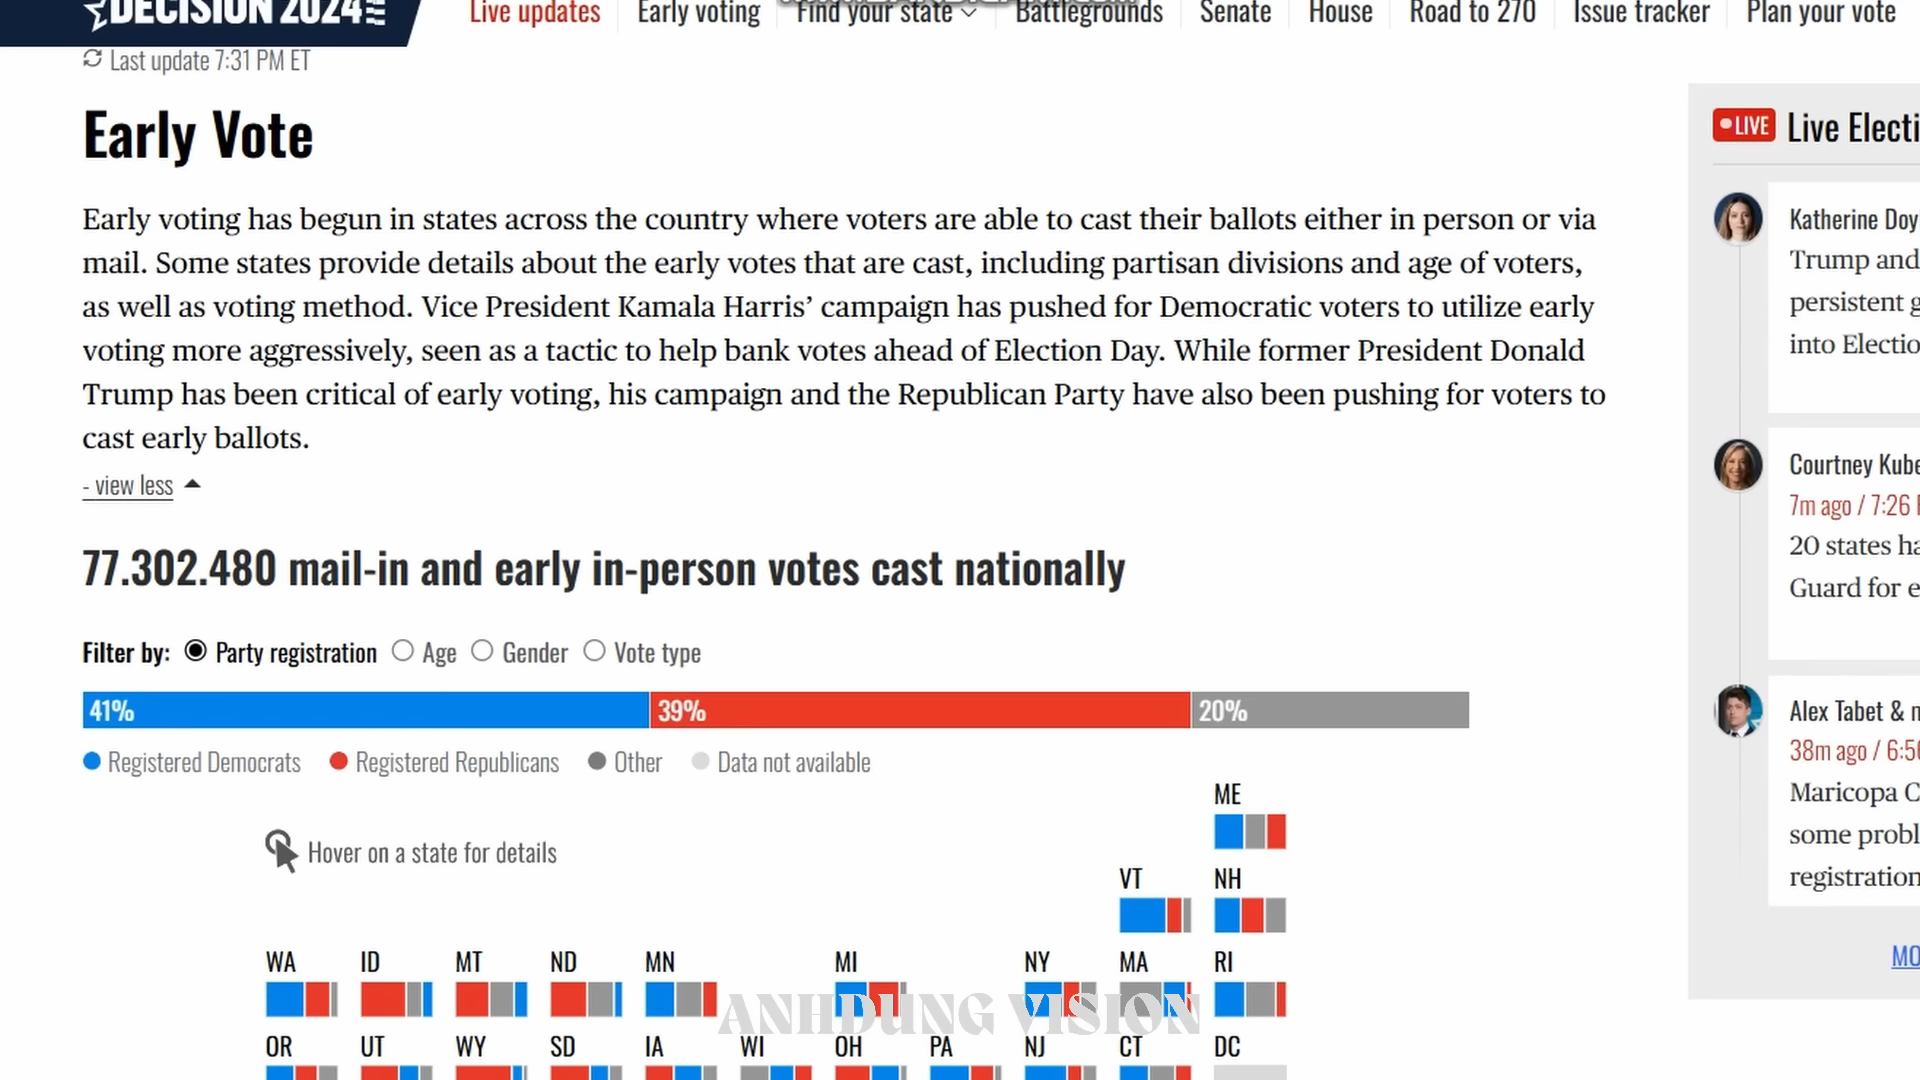 DECISION 2024
Live updates
Early voting
Find your state
Battlegrounds
Senate
House
Road to 270
Issue tracker
Plan your vote
Last update 7:31 PM ET
Early Vote
Early voting has begun in states across the country where voters are able to cast their ballots either in person or via
mail. Some states provide details about the early votes that are cast, including partisan divisions and age of voters,
as well as voting method. Vice President Kamala Harris’ campaign has pushed for Democratic voters to utilize early
voting more aggressively, seen as a tactic to help bank votes ahead of Election Day. While former President Donald
Trump has been critical of early voting, his campaign and the Republican Party have also been pushing for voters to
cast early ballots.
- view less
77.302.480 mail-in and early in-person votes cast nationally
Filter by: Party registration Age Gender Vote type
41% 39% 20%
Registered Democrats Registered Republicans Other Data not available
Hover on a state for details
ME
VT NH
WA ID MT ND MN MI NY MA RI
OR UT WY SD IA WI OH PA NJ CT DC
ANHDUNG VISION
LIVE Live Electi
Katherine Doy
Trump and
persistent g
into Electio
Courtney Kube
7m ago / 7:26
20 states ha
Guard for e
Alex Tabet &
38m ago / 6:56
Maricopa C
some probl
registration
MO